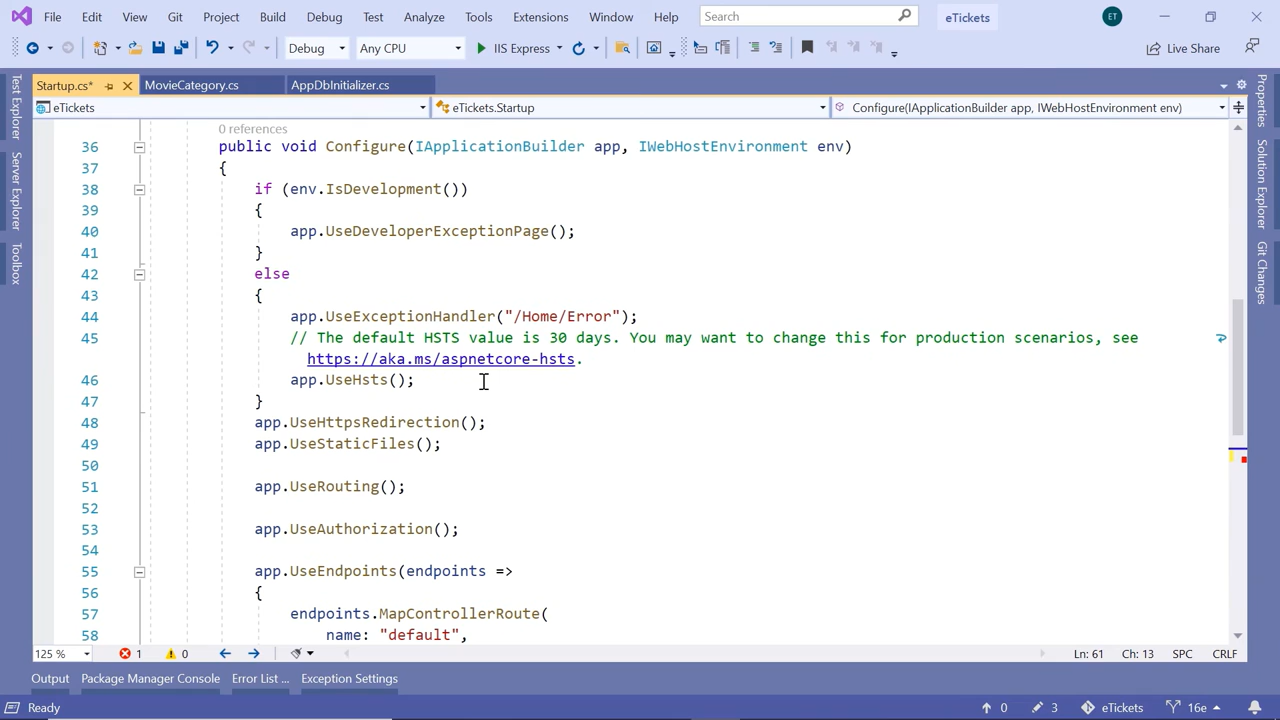 File Edit View Git Project Build Debug Test Analyze Tools Extensions Window Help Search eTickets ET
Debug Any CPU IIS Express Live Share
Startup.cs* MovieCategory.cs AppDbInitializer.cs
eTickets eTickets.Startup Configure(IApplicationBuilder app, IWebHostEnvironment env)
Test Explorer
Server Explorer
Toolbox
Properties
Solution Explorer
Git Changes
0 references
36 public void Configure(IApplicationBuilder app, IWebHostEnvironment env)
37 {
38 if (env.IsDevelopment())
39 {
40 app.UseDeveloperExceptionPage();
41 }
42 else
43 {
44 app.UseExceptionHandler("/Home/Error");
45 // The default HSTS value is 30 days. You may want to change this for production scenarios, see
https://aka.ms/aspnetcore-hsts.
46 app.UseHsts();
47 }
48 app.UseHttpsRedirection();
49 app.UseStaticFiles();
50
51 app.UseRouting();
52
53 app.UseAuthorization();
54
55 app.UseEndpoints(endpoints =>
56 {
57 endpoints.MapControllerRoute(
58 name: "default",
125 % 1 0 Ln: 61 Ch: 13 SPC CRLF
Output Package Manager Console Error List ... Exception Settings
Ready 0 3 eTickets 16e